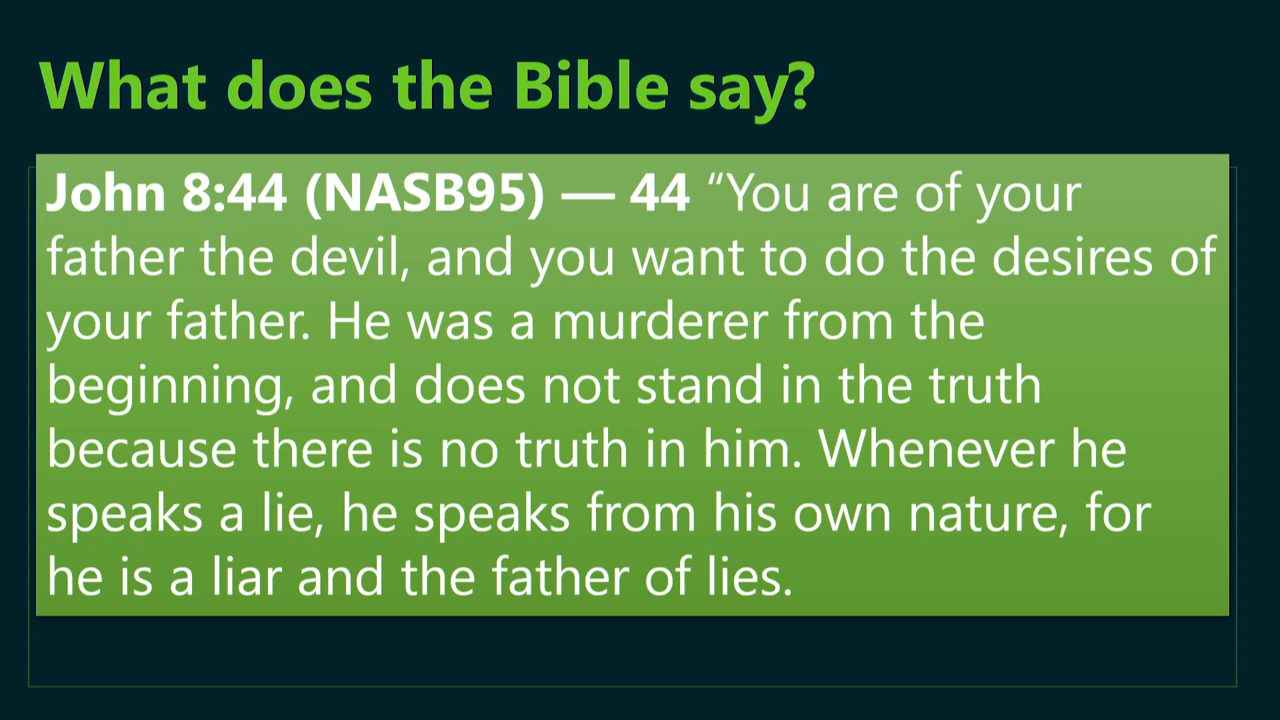 What does the Bible say?
John 8:44 (NASB95) — 44 “You are of your
father the devil, and you want to do the desires of
your father. He was a murderer from the
beginning, and does not stand in the truth
because there is no truth in him. Whenever he
speaks a lie, he speaks from his own nature, for
he is a liar and the father of lies.